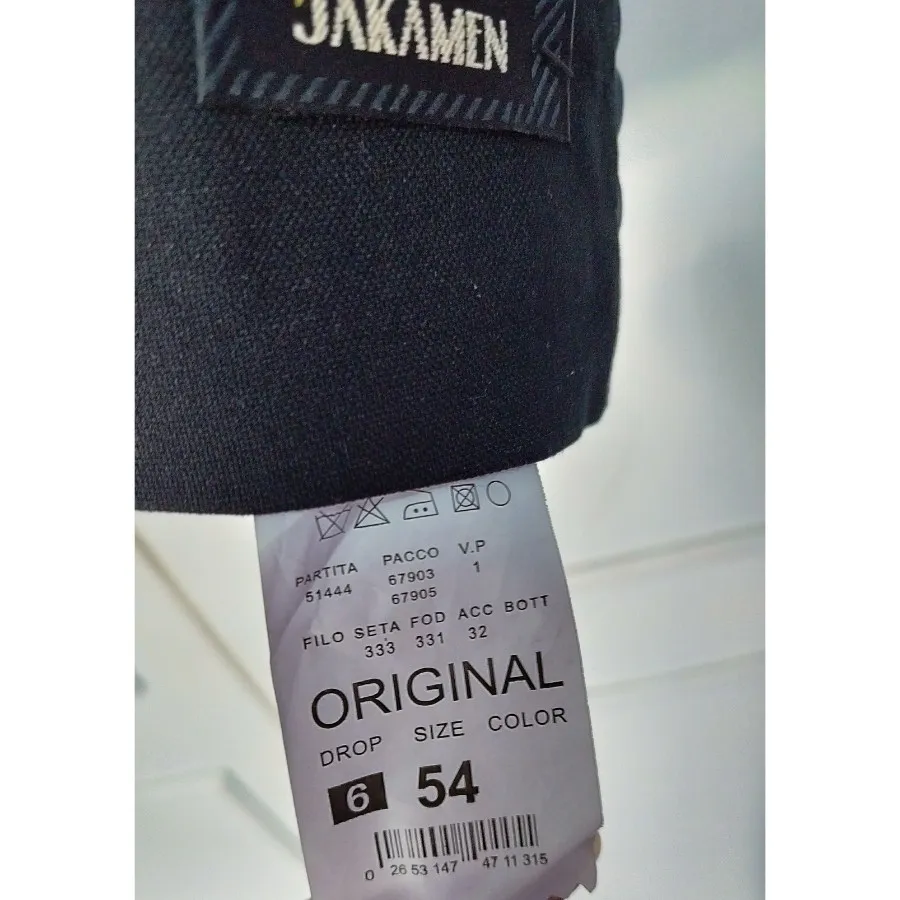 JAKAMEN
PARTITA PACCO V.P
51444 67903 1
67905
FILO SETA FOD ACC BOTT
333 331 32
ORIGINAL
DROP SIZE COLOR
6 54
0 26 53 147 47 11 315